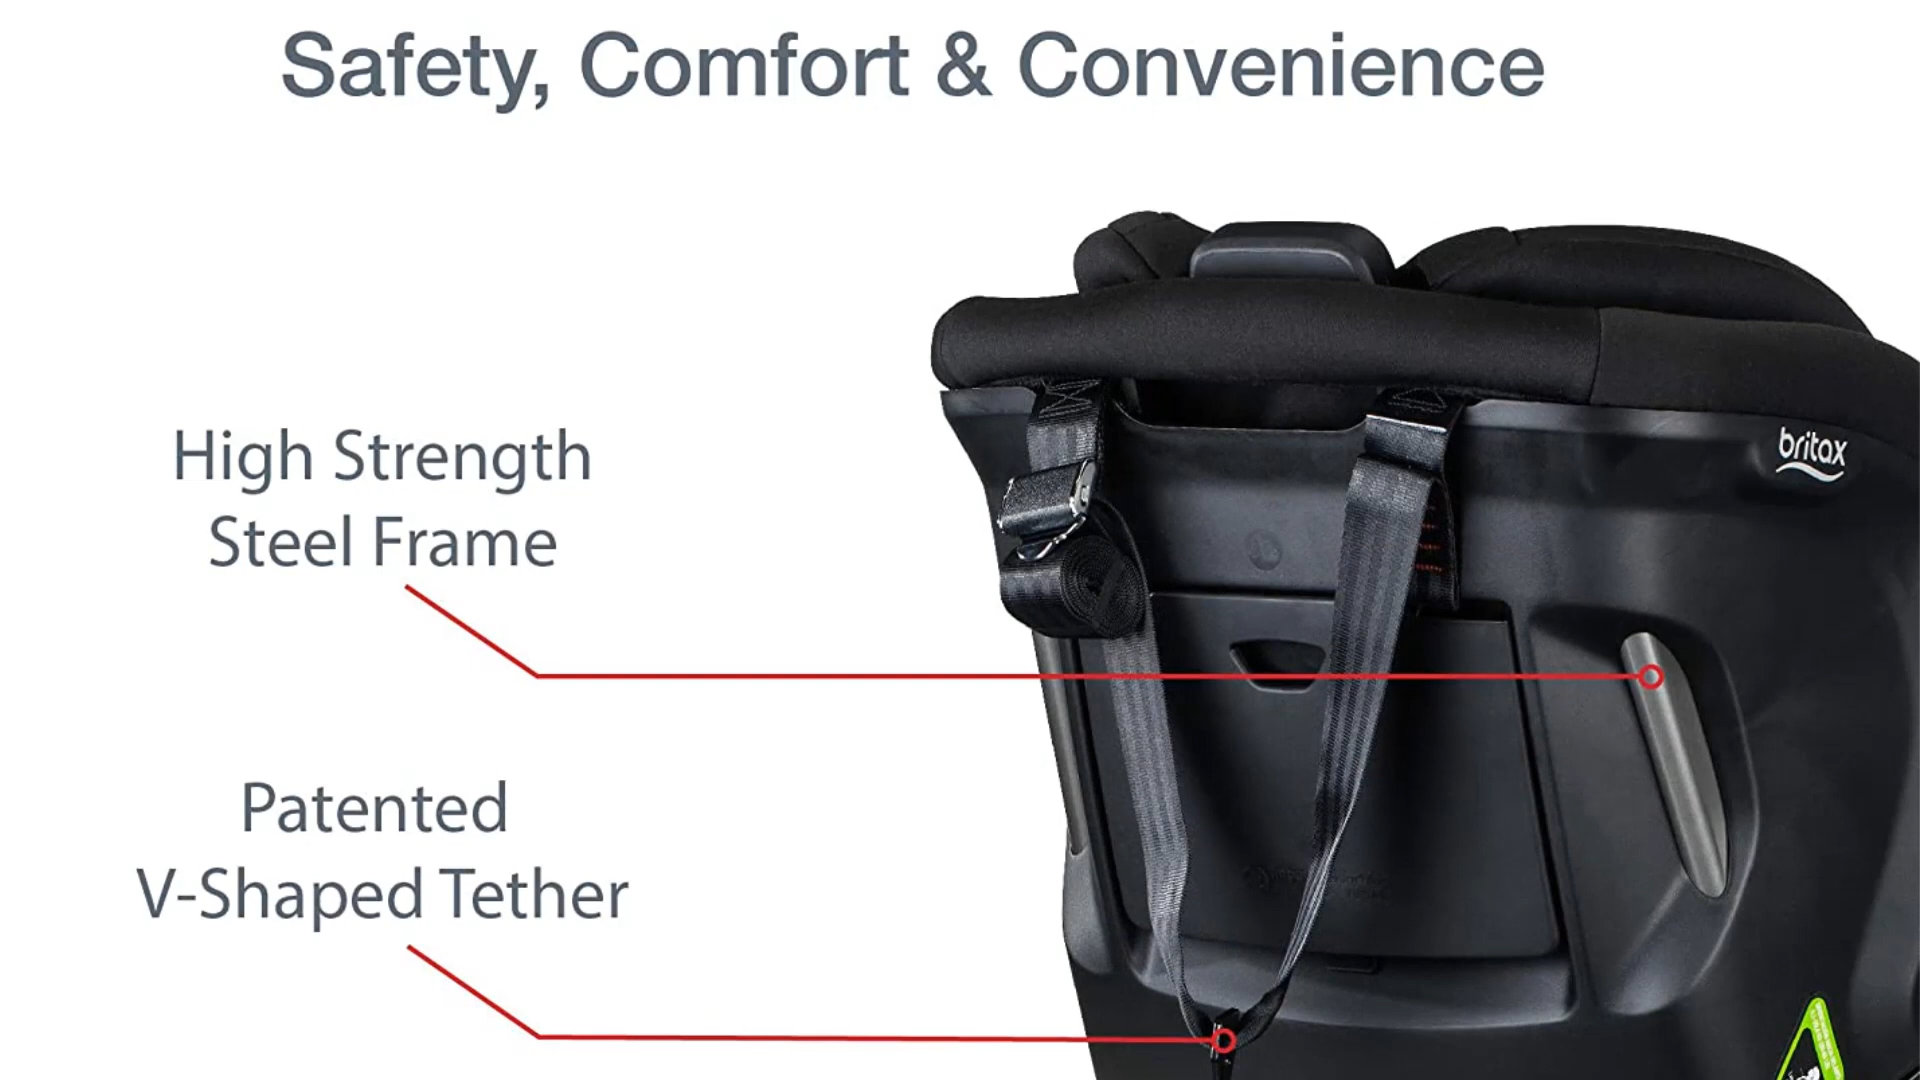 Safety, Comfort & Convenience
High Strength
Steel Frame
britax
Patented
V-Shaped Tether